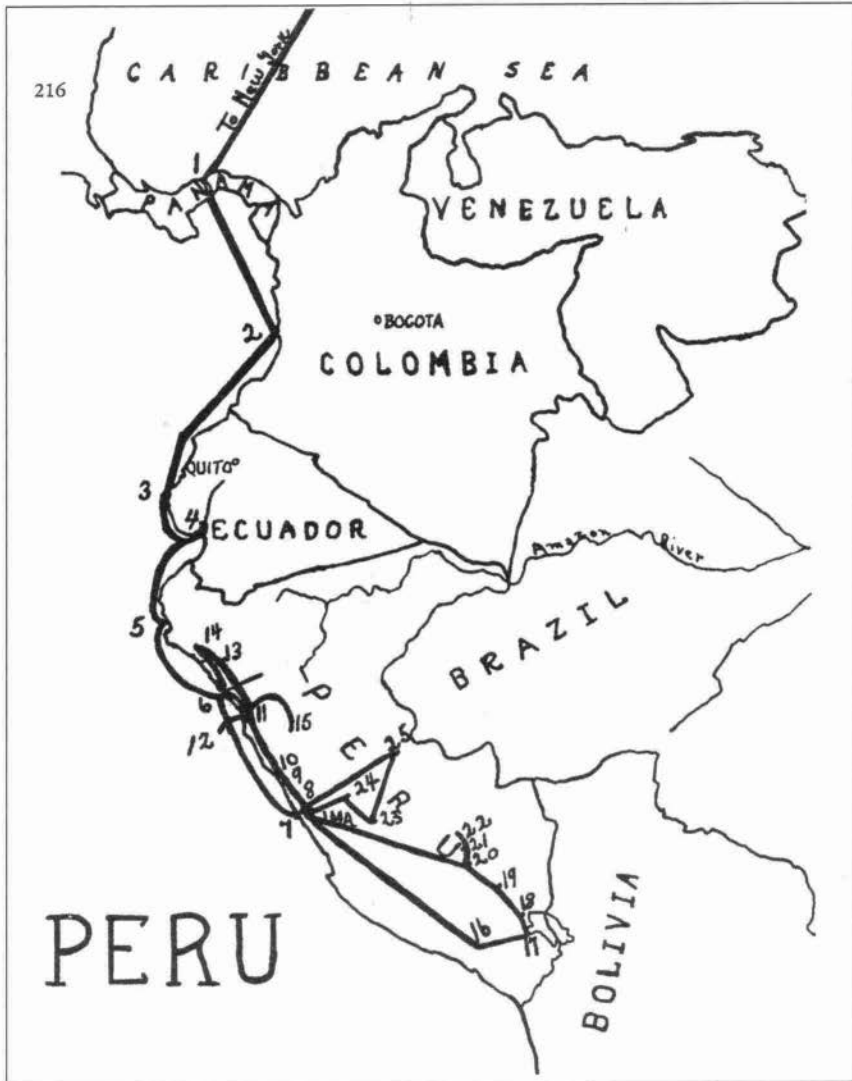 216
CARIBBEAN SEA
To New York
1
PANAMA
VENEZUELA
2
BOGOTA
COLOMBIA
QUITO
3
4
ECUADOR
Amazon River
BRAZIL
5
14
13
6
11
15
12
PERU
10
9
8
7
LIMA
25
24
23
22
21
20
19
18
17
16
BOLIVIA
PERU